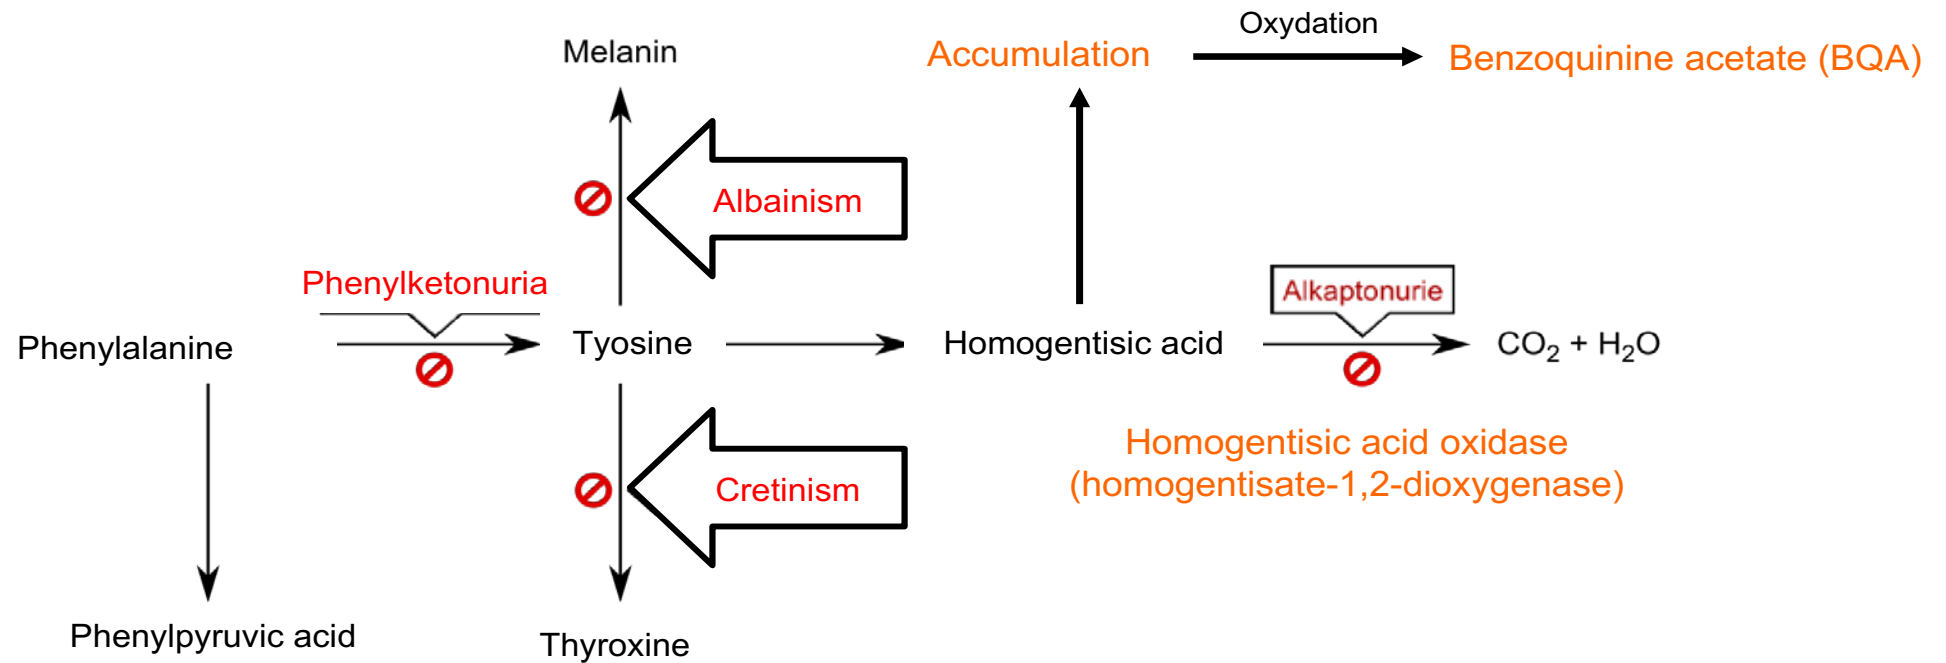 Oxydation
Melanin
Accumulation
Benzoquinine acetate (BQA)
Albainism
Phenylketonuria
Alkaptonurie
Phenylalanine
Tyosine
Homogentisic acid
CO₂ + H₂O
Homogentisic acid oxidase
(homogentisate-1,2-dioxygenase)
Cretinism
Phenylpyruvic acid
Thyroxine